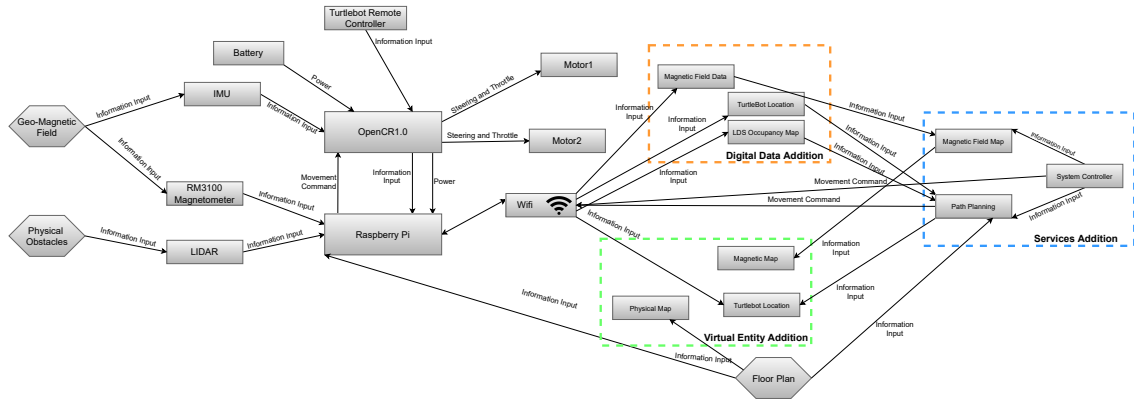 Turtlebot Remote
Controller
Information Input
Battery
Power
Motor1
Steering and Throttle
Information Input
IMU
Information Input
Geo-Magnetic
Field
OpenCR1.0
Steering and Throttle
Motor2
Information Input
Movement
Command
Information
Input
Power
RM3100
Magnetometer
Information Input
Physical
Obstacles
Information Input
LIDAR
Information Input
Raspberry Pi
Wifi
Information
Input
Information
Input
Information
Input
Magnetic Field Data
TurtleBot Location
LDS Occupancy Map
Digital Data Addition
Information Input
Information
Input
Information
Input
Magnetic Field Map
Information Input
System Controller
Movement Command
Movement Command
Path Planning
Information Input
Services Addition
Information Input
Magnetic Map
Information
Input
Information
Input
Physical Map
Turtlebot Location
Virtual Entity Addition
Information Input
Information Input
Information
Input
Floor Plan